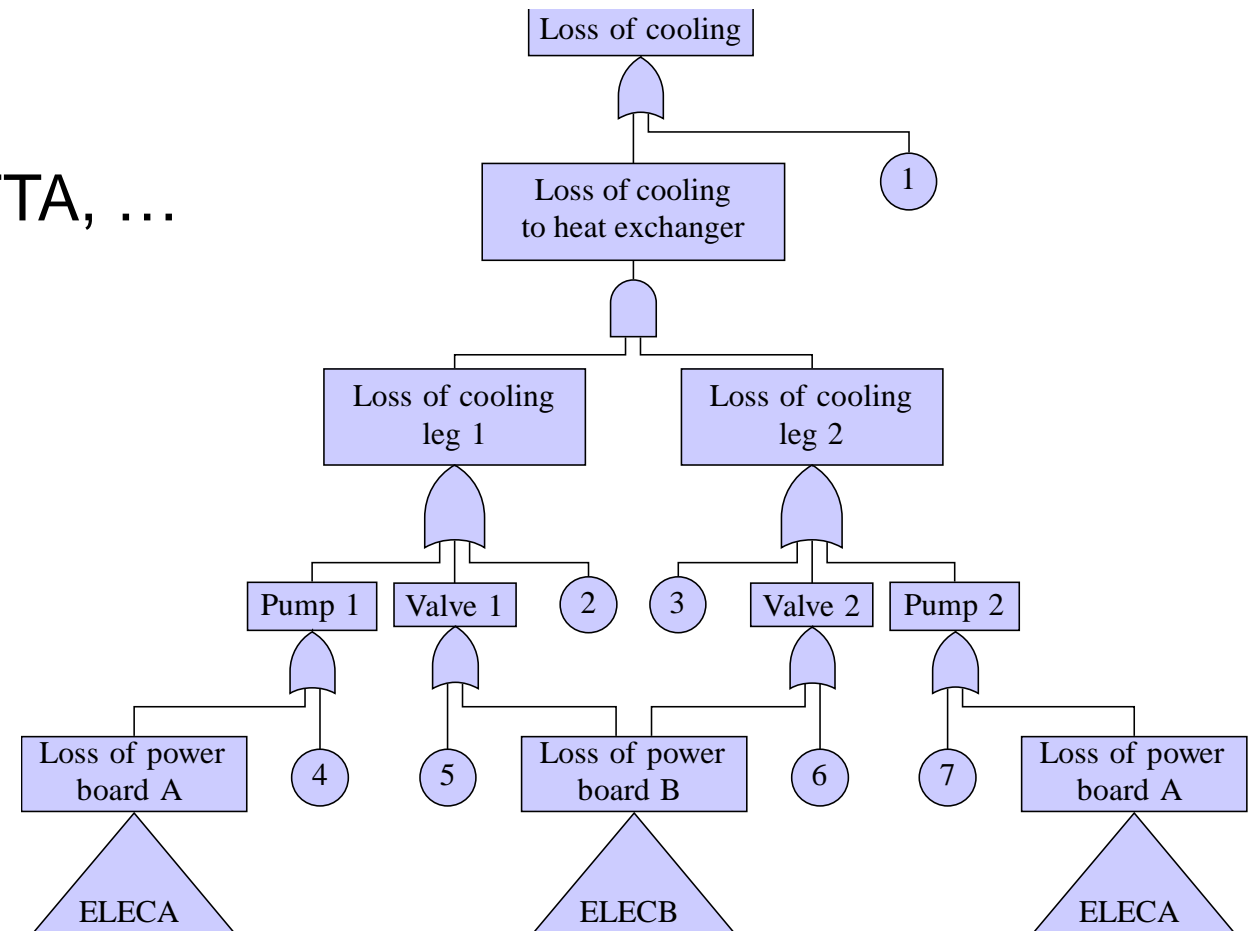 Loss of cooling
TA, …
1
Loss of cooling
to heat exchanger
Loss of cooling
leg 1
Loss of cooling
leg 2
Pump 1
Valve 1
2
3
Valve 2
Pump 2
Loss of power
board A
4
5
Loss of power
board B
6
7
Loss of power
board A
ELECA
ELECB
ELECA